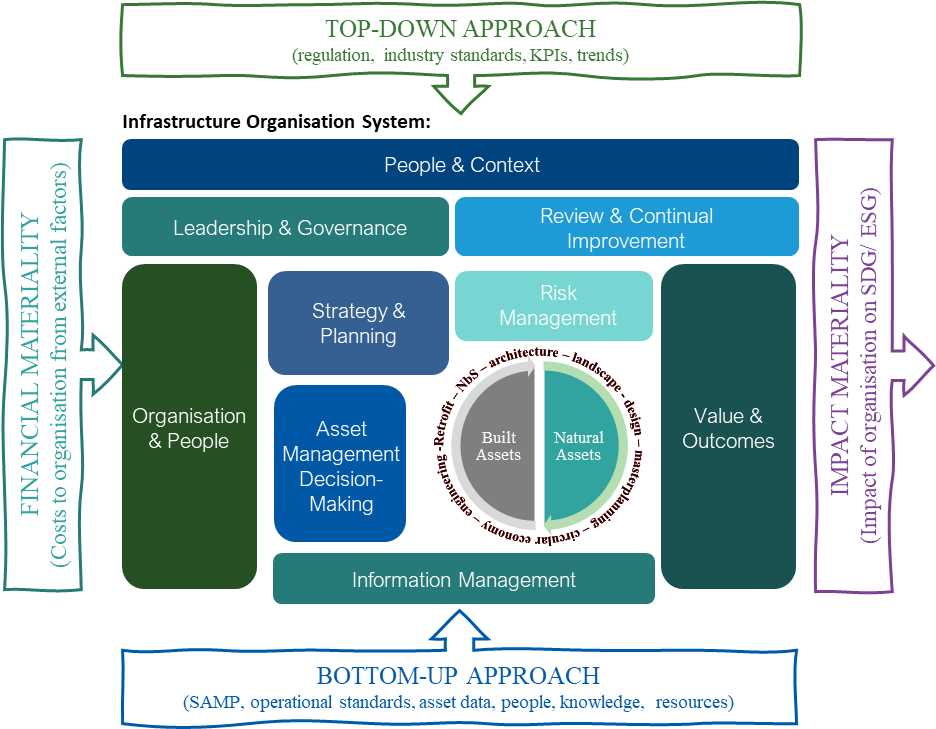 TOP-DOWN APPROACH
(regulation, industry standards, KPIs, trends)
Infrastructure Organisation System:
FINANCIAL MATERIALITY
(Costs to organisation from external factors)
People & Context
Leadership & Governance
Review & Continual
Improvement
Organisation
& People
Strategy &
Planning
Risk
Management
Asset
Management
Decision-
Making
engineering -Retrofit – NbS – architecture – landscape - design – masterplanning – circular economy –
Built
Assets
Natural
Assets
Value &
Outcomes
Information Management
IMPACT MATERIALITY
(Impact of organisation on SDG/ ESG)
BOTTOM-UP APPROACH
(SAMP, operational standards, asset data, people, knowledge, resources)